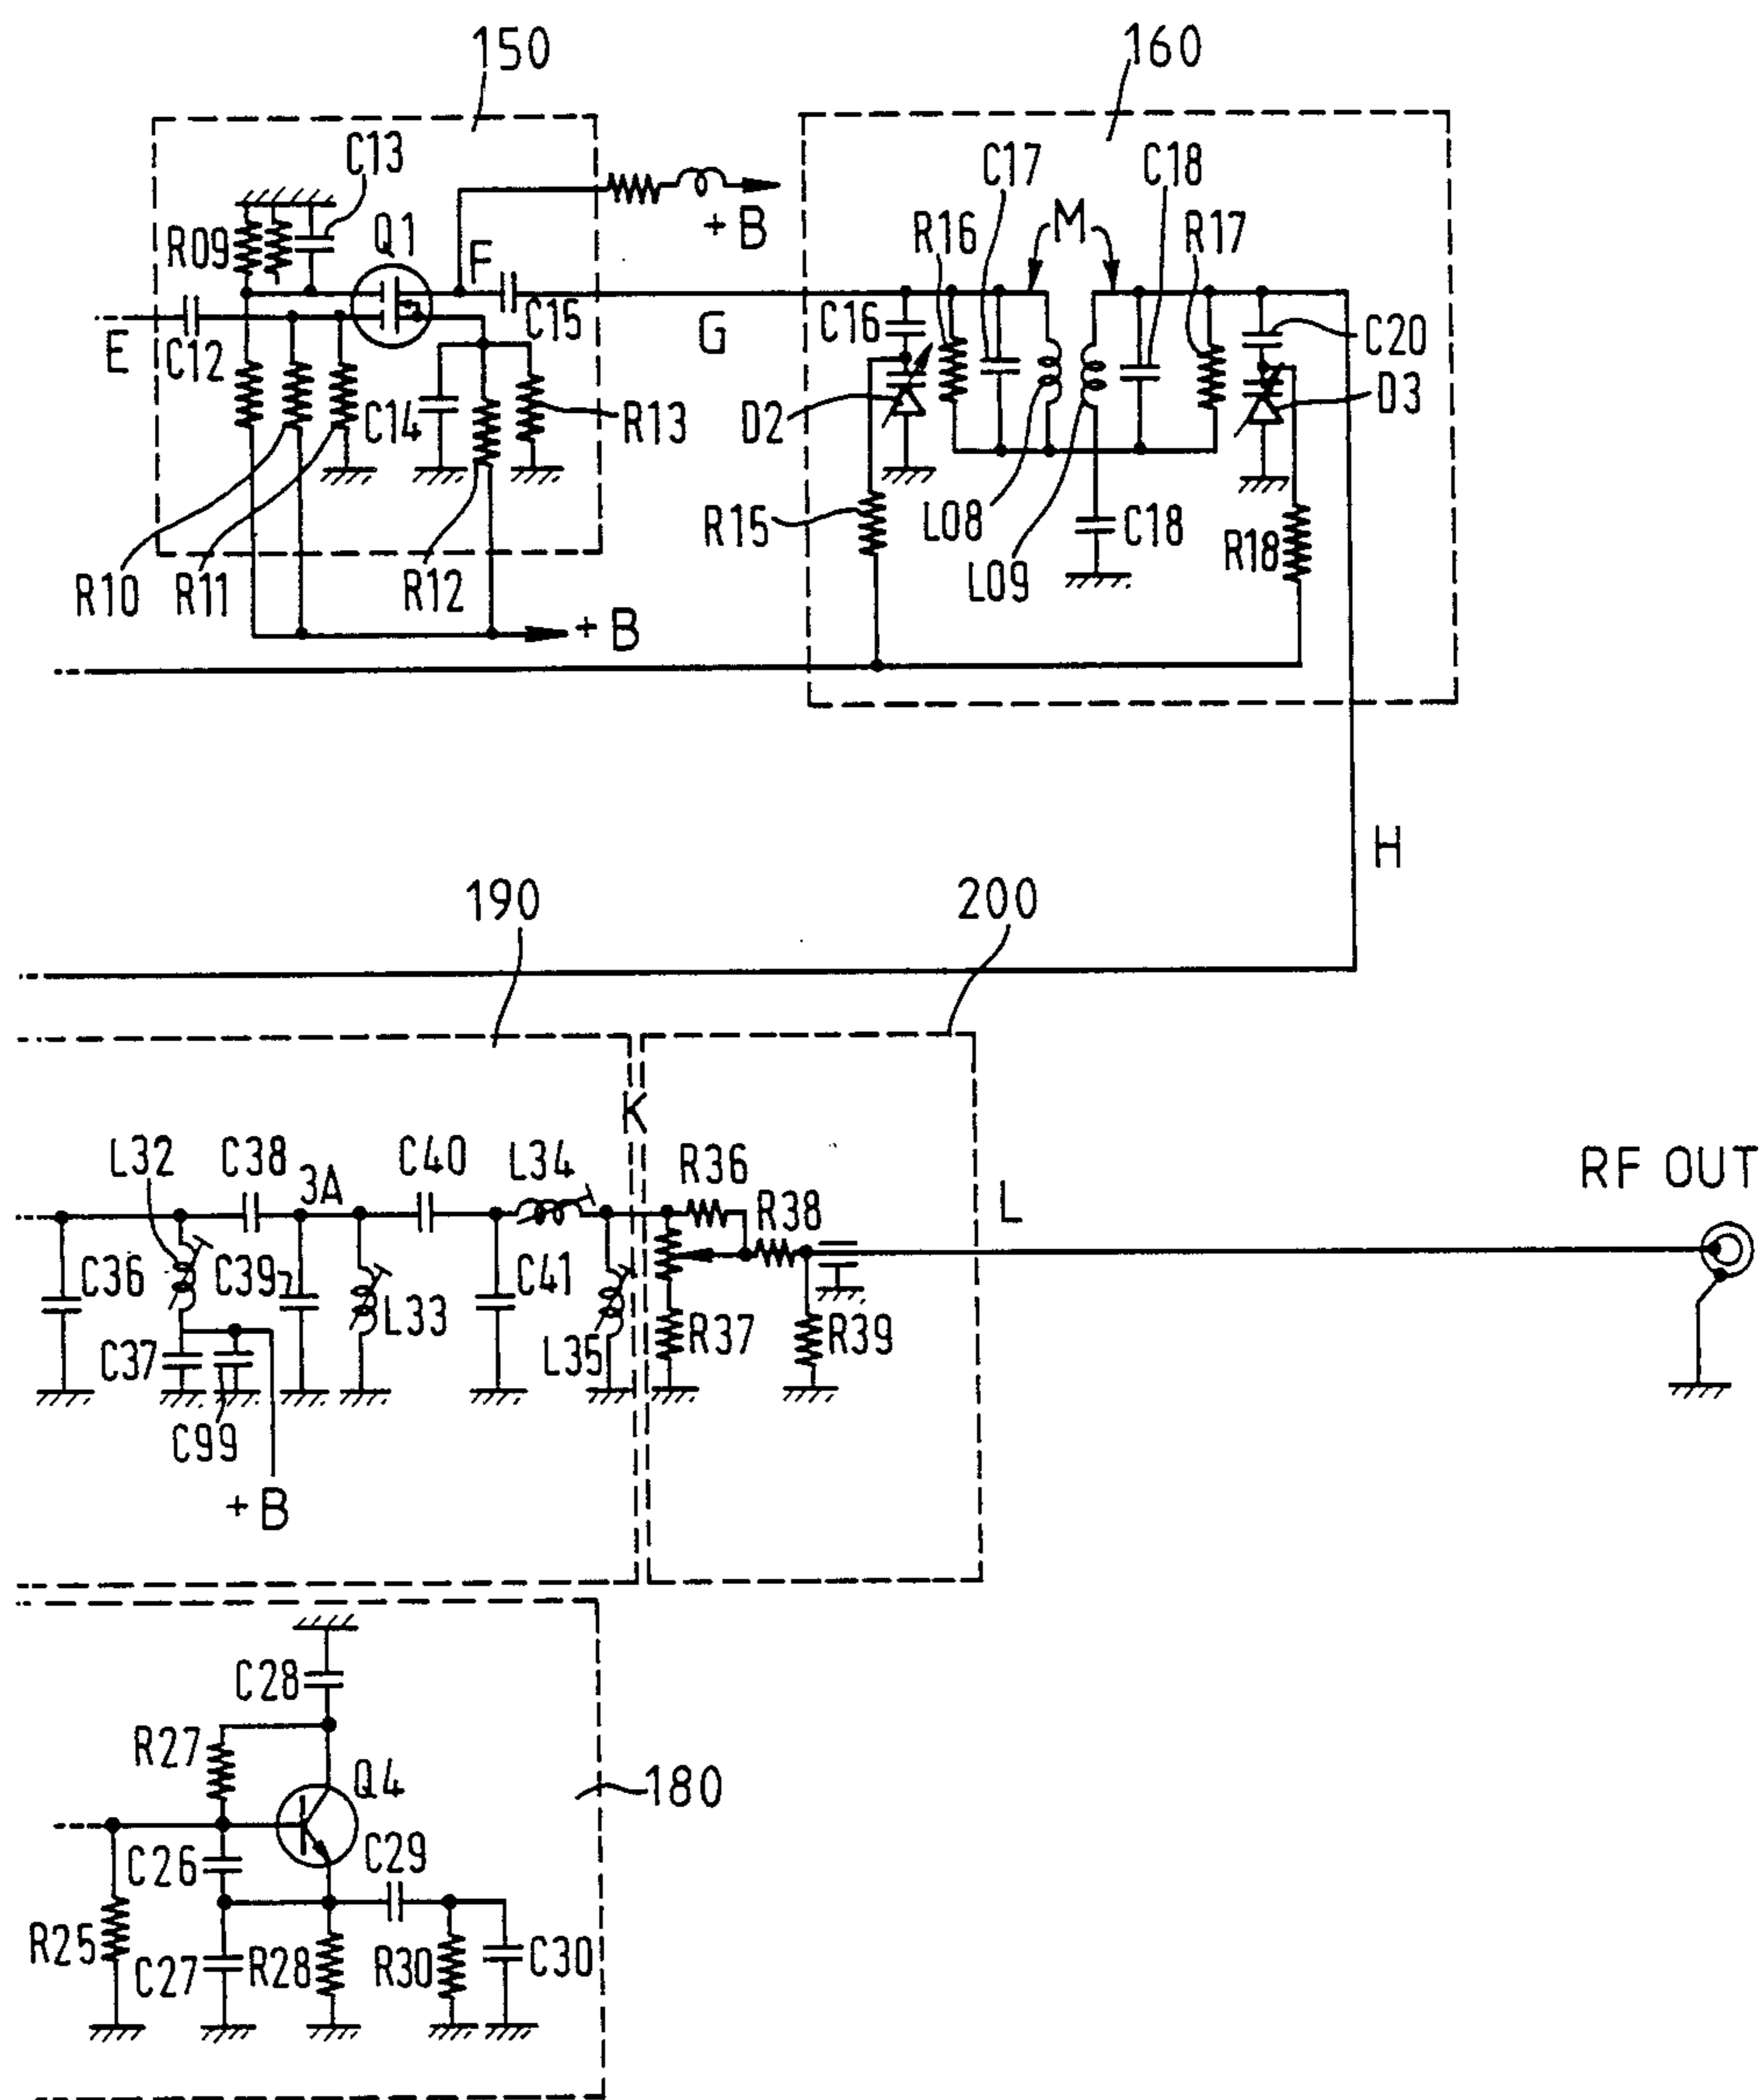 150
160
C13
C17
C18
+ B
R09
Q1
F
R16
M
R17
E
C12
C15
G
C16
C20
C14
R13
D2
D3
R15
L08
C18
R18
R10
R11
R12
L09
+ B
H
190
200
K
L32
C38
3A
C40
L34
R36
R38
L
RF OUT
C36
C39
L33
C41
R37
R39
C37
L35
C99
+ B
C28
R27
Q4
180
C26
C29
R25
C27
R28
R30
C30